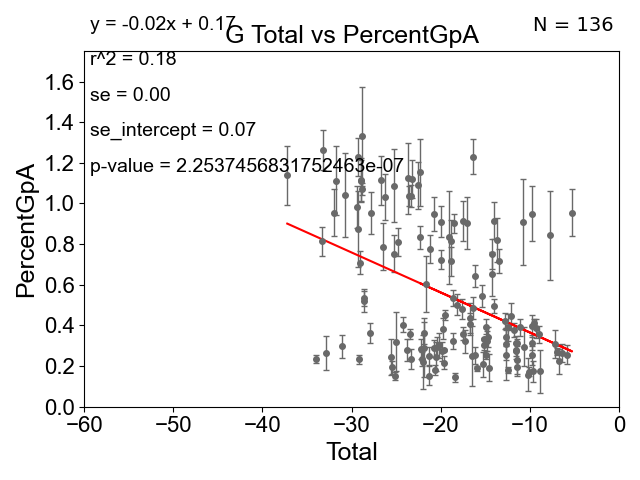 y = -0.02x + 0.17
G Total vs PercentGpA
N = 136
r^2 = 0.18
se = 0.00
se_intercept = 0.07
p-value = 2.2537456831752463e-07
PercentGpA
1.6
1.4
1.2
1.0
0.8
0.6
0.4
0.2
0.0
−60 −50 −40 −30 −20 −10 0
Total